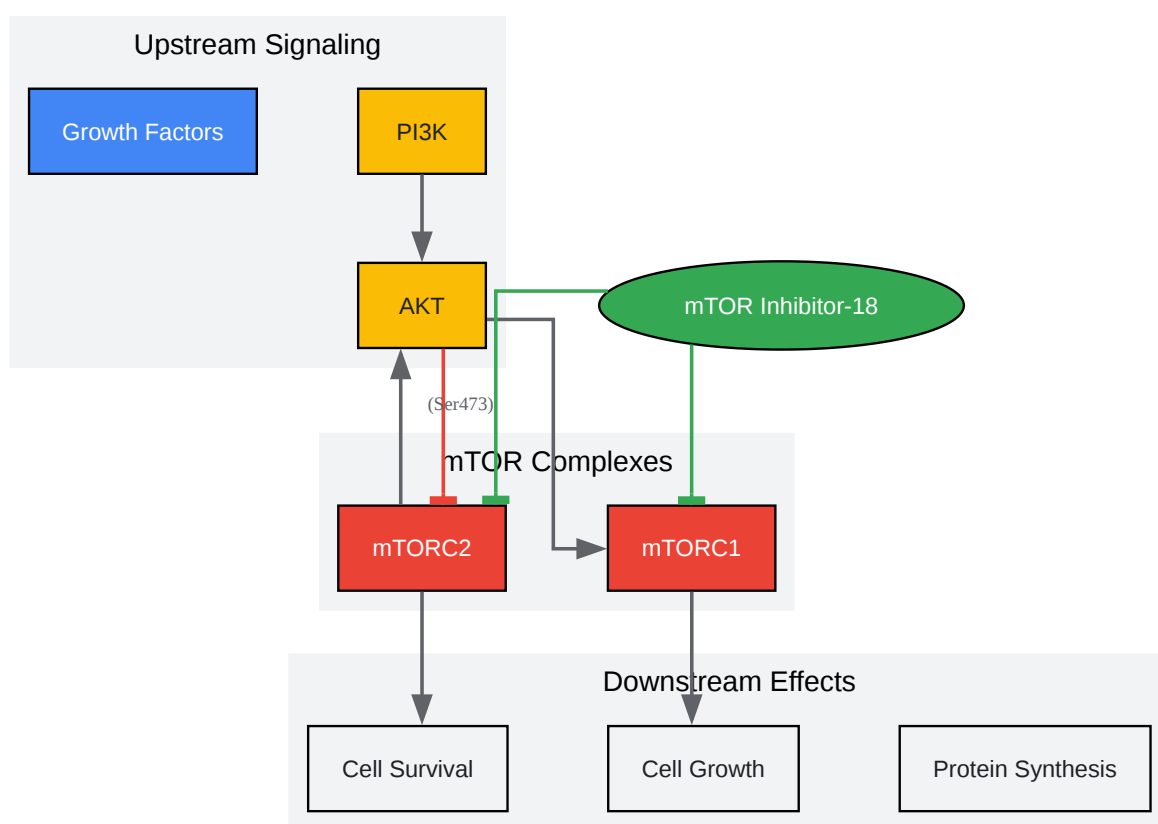 Upstream Signaling
Growth Factors
PI3K
AKT
mTOR Inhibitor-18
(Ser473)
mTOR Complexes
mTORC2
mTORC1
Downstream Effects
Cell Survival
Cell Growth
Protein Synthesis